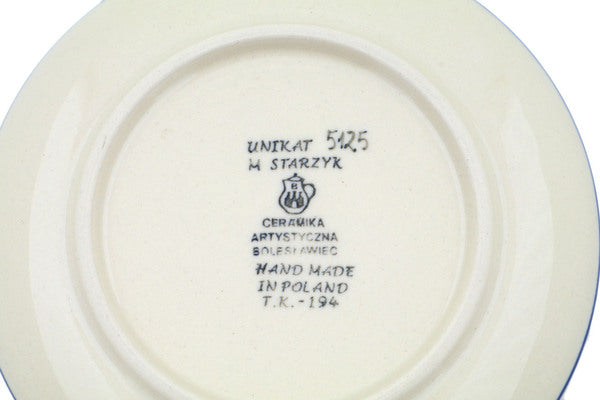 UNIKAT 5125
M STARZYK
B
CERAMIKA
ARTYSTYCZNA
BOLESŁAWIEC
HAND MADE
IN POLAND
T.K.-194